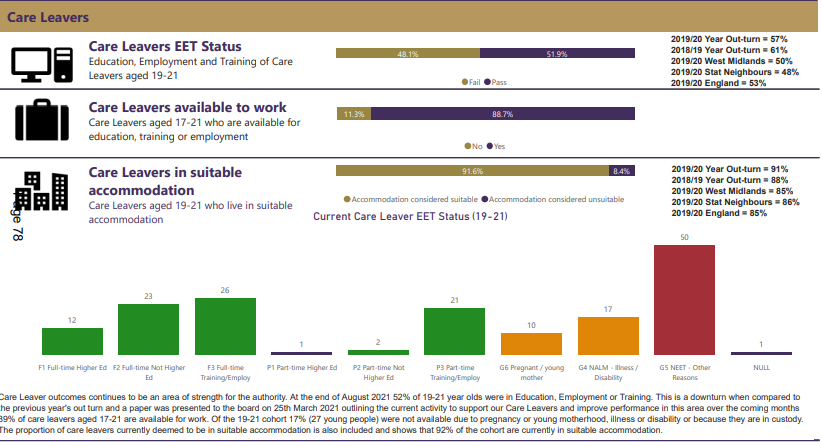 Care Leavers
Care Leavers EET Status
Education, Employment and Training of Care
Leavers aged 19-21
48.1%
51.9%
Fail
Pass
2019/20 Year Out-turn = 57%
2018/19 Year Out-turn = 61%
2019/20 West Midlands = 50%
2019/20 Stat Neighbours = 48%
2019/20 England = 53%
Care Leavers available to work
Care Leavers aged 17-21 who are available for
education, training or employment
11.3%
88.7%
No
Yes
Care Leavers in suitable
accommodation
Care Leavers aged 19-21 who live in suitable
accommodation
91.6%
8.4%
Accommodation considered suitable
Accommodation considered unsuitable
2019/20 Year Out-turn = 91%
2018/19 Year Out-turn = 88%
2019/20 West Midlands = 85%
2019/20 Stat Neighbours = 86%
2019/20 England = 85%
Page 78
Current Care Leaver EET Status (19-21)
12
23
26
1
2
21
10
17
50
1
F1 Full-time Higher Ed
F2 Full-time Not Higher
Ed
F3 Full-time
Training/Employ
P1 Part-time Higher Ed
P2 Part-time Not
Higher Ed
P3 Part-time
Training/Employ
G6 Pregnant / young
mother
G4 NALM - Illness /
Disability
G5 NEET - Other
Reasons
NULL
Care Leaver outcomes continues to be an area of strength for the authority. At the end of August 2021 52% of 19-21 year olds were in Education, Employment or Training. This is a downturn when compared to
the previous year's out turn and a paper was presented to the board on 25th March 2021 outlining the current activity to support our Care Leavers and improve performance in this area over the coming months
89% of care leavers aged 17-21 are available for work. Of the 19-21 cohort 17% (27 young people) were not available due to pregnancy or young motherhood, illness or disability or because they are in custody.
The proportion of care leavers currently deemed to be in suitable accommodation is also included and shows that 92% of the cohort are currently in suitable accommodation.